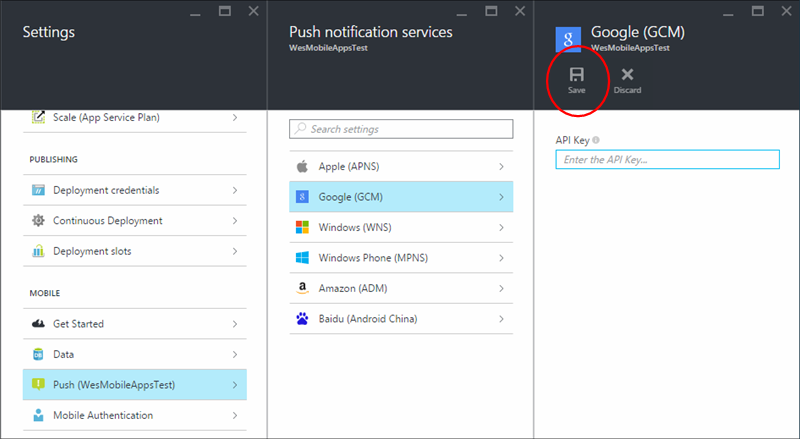 Settings
Scale (App Service Plan)
PUBLISHING
Deployment credentials
Continuous Deployment
Deployment slots
MOBILE
Get Started
Data
Push (WesMobileAppsTest)
Mobile Authentication
Push notification services
WesMobileAppsTest
Search settings
Apple (APNS)
Google (GCM)
Windows (WNS)
Windows Phone (MPNS)
Amazon (ADM)
Baidu (Android China)
Google (GCM)
WesMobileAppsTest
Save
Discard
API Key
Enter the API Key...